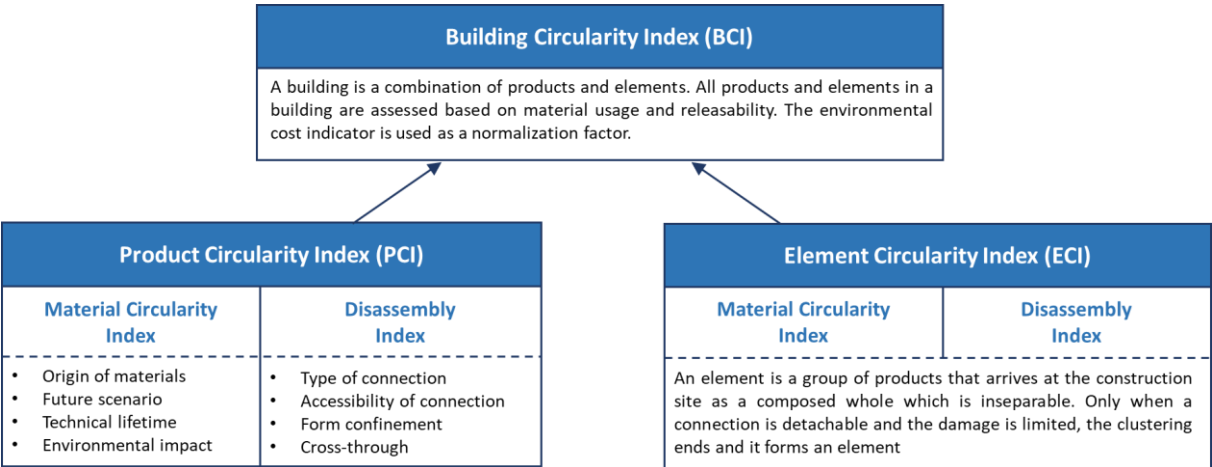 Building Circularity Index (BCI)
A building is a combination of products and elements. All products and elements in a
building are assessed based on material usage and releasability. The environmental
cost indicator is used as a normalization factor.
Product Circularity Index (PCI)
Material Circularity
Index
Disassembly
Index
• Origin of materials
• Future scenario
• Technical lifetime
• Environmental impact
• Type of connection
• Accessibility of connection
• Form confinement
• Cross-through
Element Circularity Index (ECI)
Material Circularity
Index
Disassembly
Index
An element is a group of products that arrives at the construction
site as a composed whole which is inseparable. Only when a
connection is detachable and the damage is limited, the clustering
ends and it forms an element